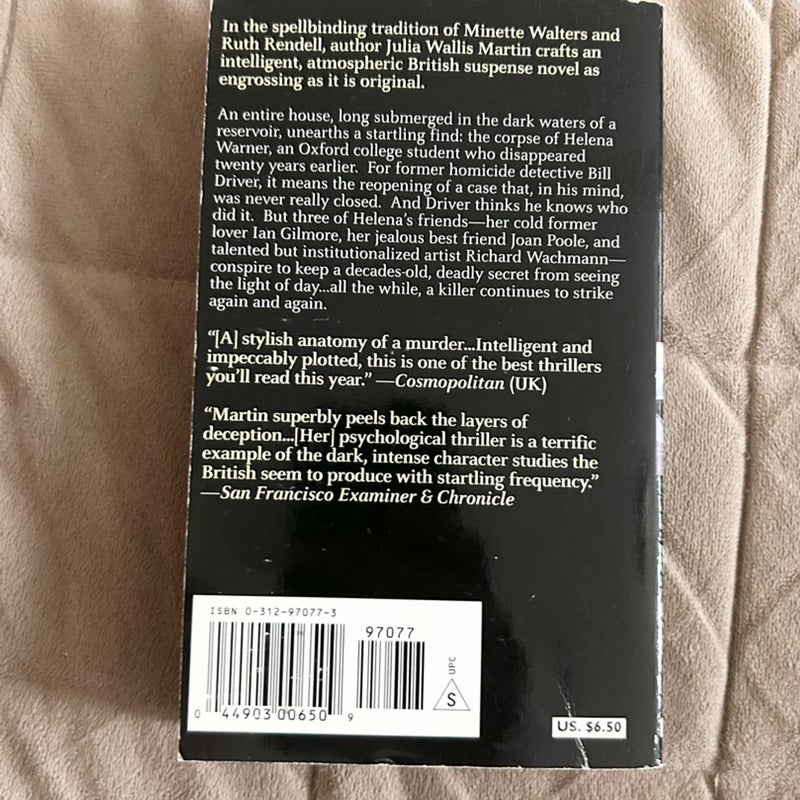 In the spellbinding tradition of Minette Walters and
Ruth Rendell, author Julia Wallis Martin crafts an
intelligent, atmospheric British suspense novel as
engrossing as it is original.
An entire house, long submerged in the dark waters of a
reservoir, unearths a startling find: the corpse of Helena
Warner, an Oxford college student who disappeared
twenty years earlier. For former homicide detective Bill
Driver, it means the reopening of a case that, in his mind,
was never really closed. And Driver thinks he knows who
did it. But three of Helena's friends—her cold former
lover Ian Gilmore, her jealous best friend Joan Poole, and
talented but institutionalized artist Richard Wachmann—
conspire to keep a decades-old, deadly secret from seeing
the light of day...all the while, a killer continues to strike
again and again.
“[A] stylish anatomy of a murder...Intelligent and
impeccably plotted, this is one of the best thrillers
you'll read this year.” —Cosmopolitan (UK)
“Martin superbly peels back the layers of
deception...[Her] psychological thriller is a terrific
example of the dark, intense character studies the
British seem to produce with startling frequency.”
—San Francisco Examiner & Chronicle
ISBN 0-312-97077-3
97077
UPC
S
0 44903 00650 9
US. $6.50